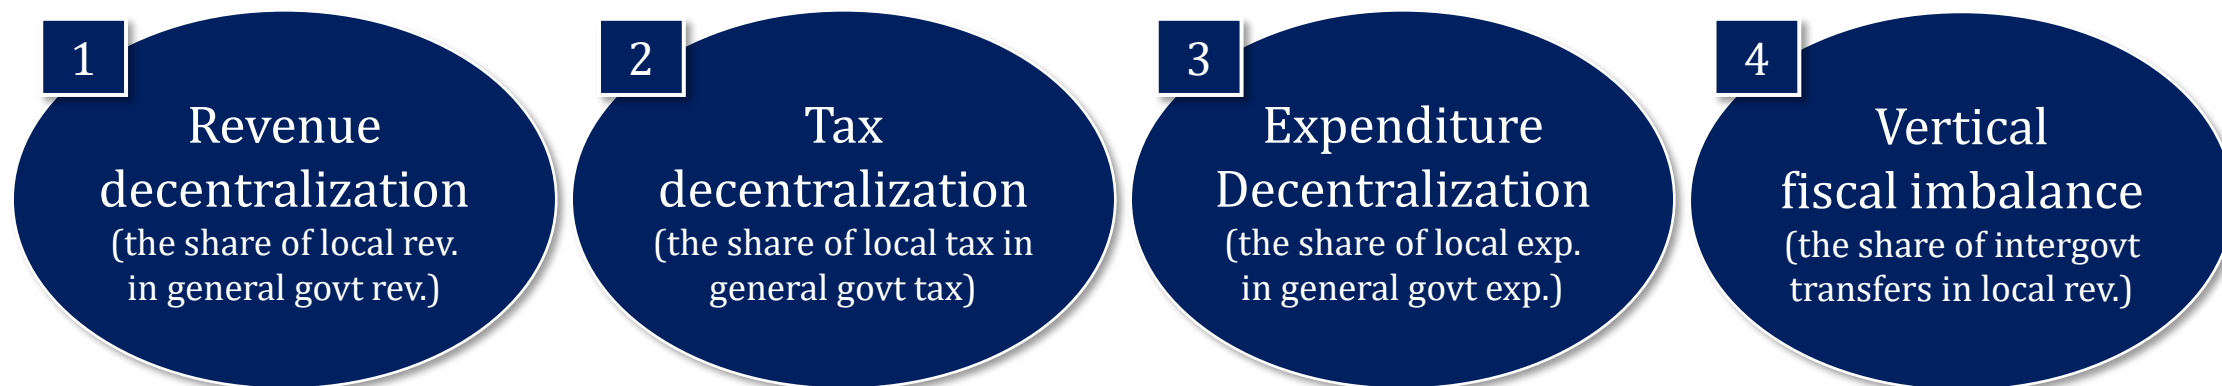 1
Revenue
decentralization
(the share of local rev.
in general govt rev.)
2
Tax
decentralization
(the share of local tax in
general govt tax)
3
Expenditure
Decentralization
(the share of local exp.
in general govt exp.)
4
Vertical
fiscal imbalance
(the share of intergovt
transfers in local rev.)